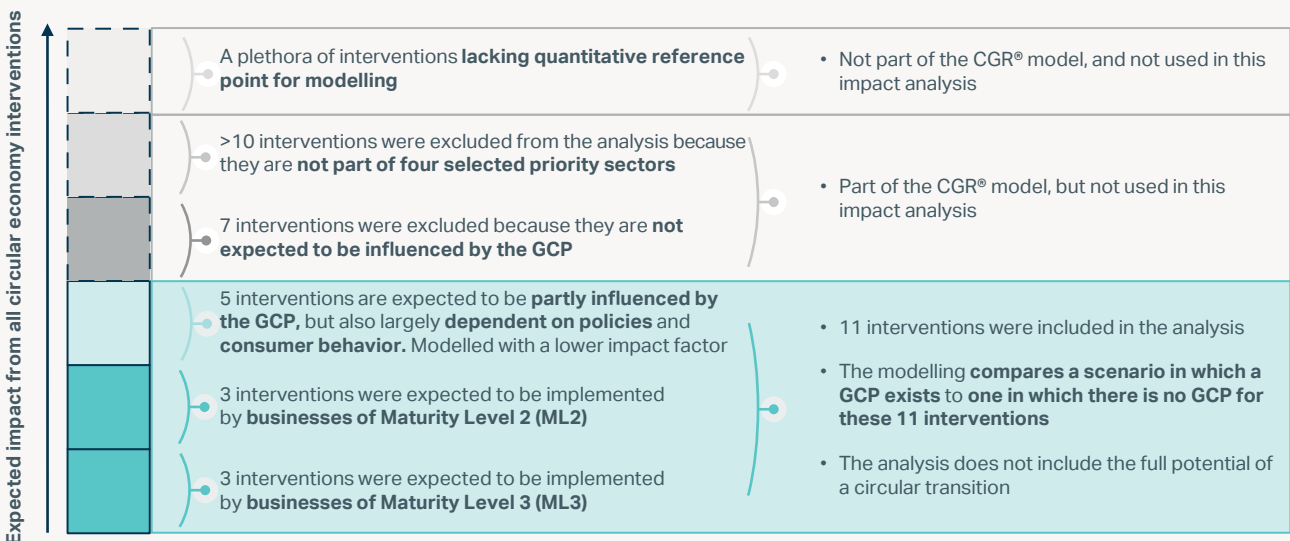 Expected impact from all circular economy interventions
A plethora of interventions lacking quantitative reference
point for modelling
• Not part of the CGR® model, and not used in this
impact analysis
>10 interventions were excluded from the analysis because
they are not part of four selected priority sectors
7 interventions were excluded because they are not
expected to be influenced by the GCP
• Part of the CGR® model, but not used in this
impact analysis
5 interventions are expected to be partly influenced by
the GCP, but also largely dependent on policies and
consumer behavior. Modelled with a lower impact factor
3 interventions were expected to be implemented
by businesses of Maturity Level 2 (ML2)
3 interventions were expected to be implemented
by businesses of Maturity Level 3 (ML3)
• 11 interventions were included in the analysis
• The modelling compares a scenario in which a
GCP exists to one in which there is no GCP for
these 11 interventions
• The analysis does not include the full potential of
a circular transition